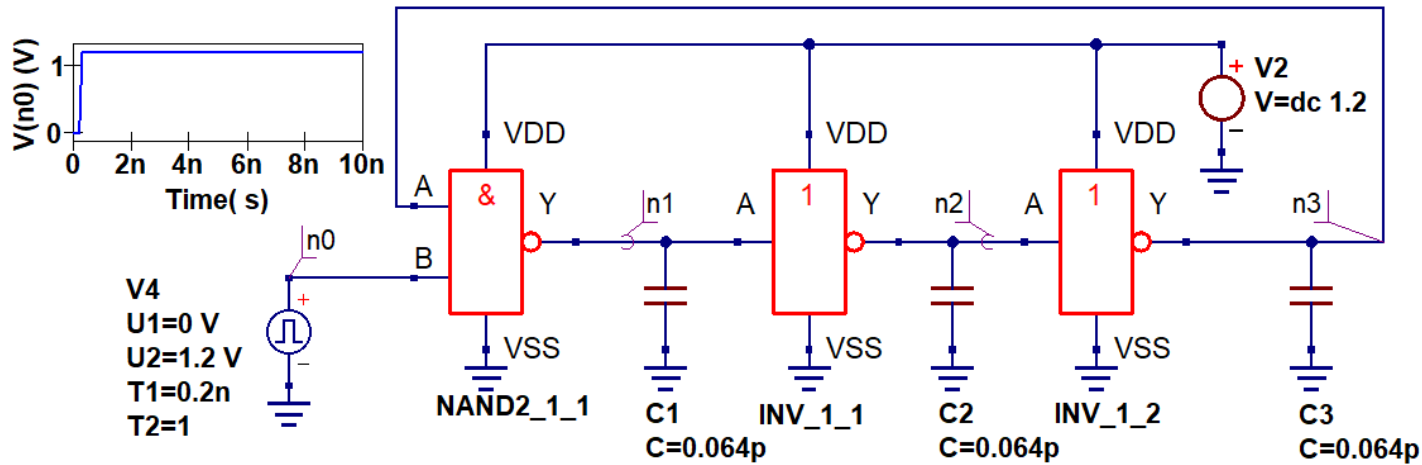 V(n0) (V)
1
0
0 2n 4n 6n 8n 10n
Time( s)
n0
V4
U1=0 V
U2=1.2 V
T1=0.2n
T2=1
+
−
A
B
VDD
&
Y
VSS
NAND2_1_1
n1
C1
C=0.064p
A
VDD
1
Y
VSS
INV_1_1
n2
C2
C=0.064p
A
VDD
1
Y
VSS
INV_1_2
+
−
V2
V=dc 1.2
n3
C3
C=0.064p